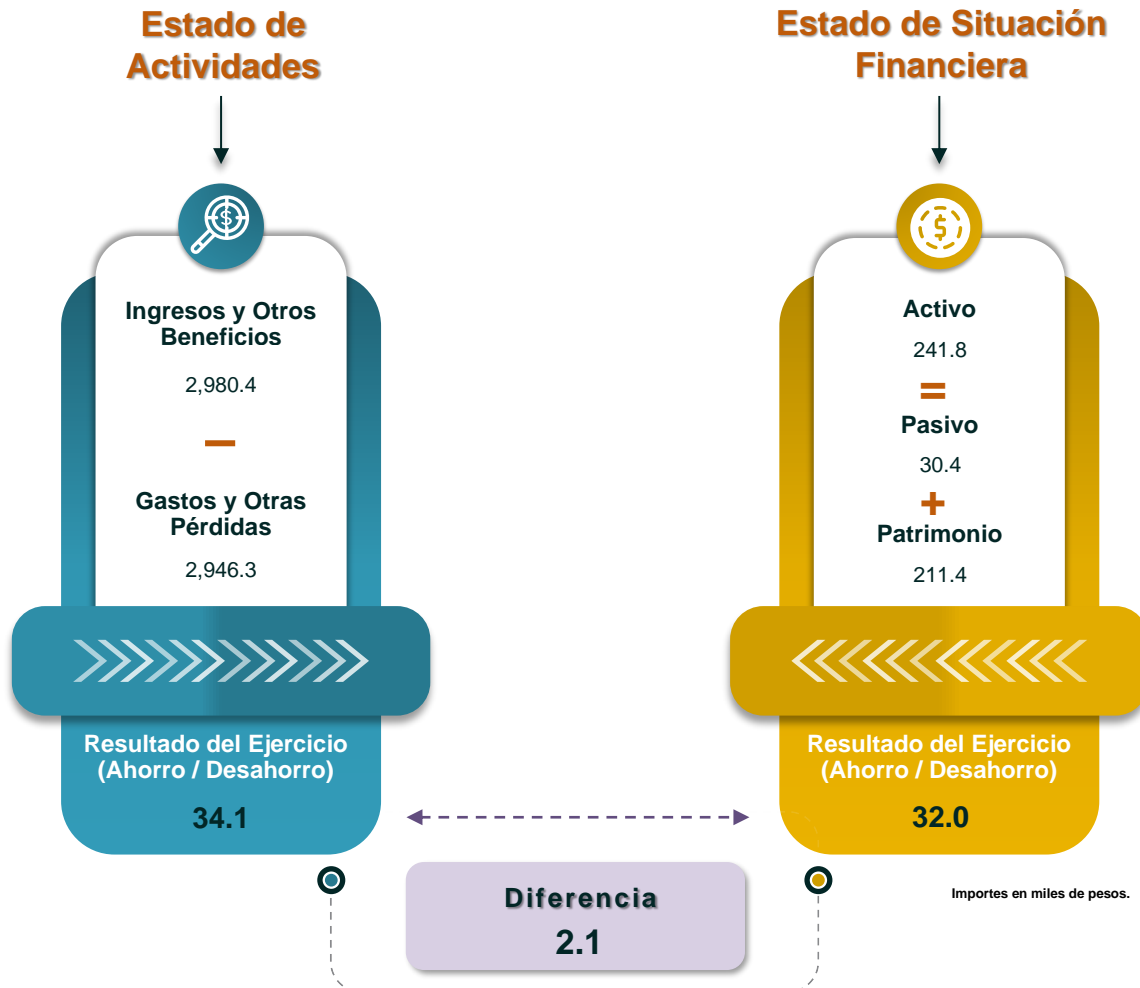 Estado de
Actividades
Ingresos y Otros
Beneficios
2,980.4
−
Gastos y Otras
Pérdidas
2,946.3
Resultado del Ejercicio
(Ahorro / Desahorro)
34.1
Estado de Situación
Financiera
Activo
241.8
=
Pasivo
30.4
+
Patrimonio
211.4
Resultado del Ejercicio
(Ahorro / Desahorro)
32.0
Diferencia
2.1
Importes en miles de pesos.